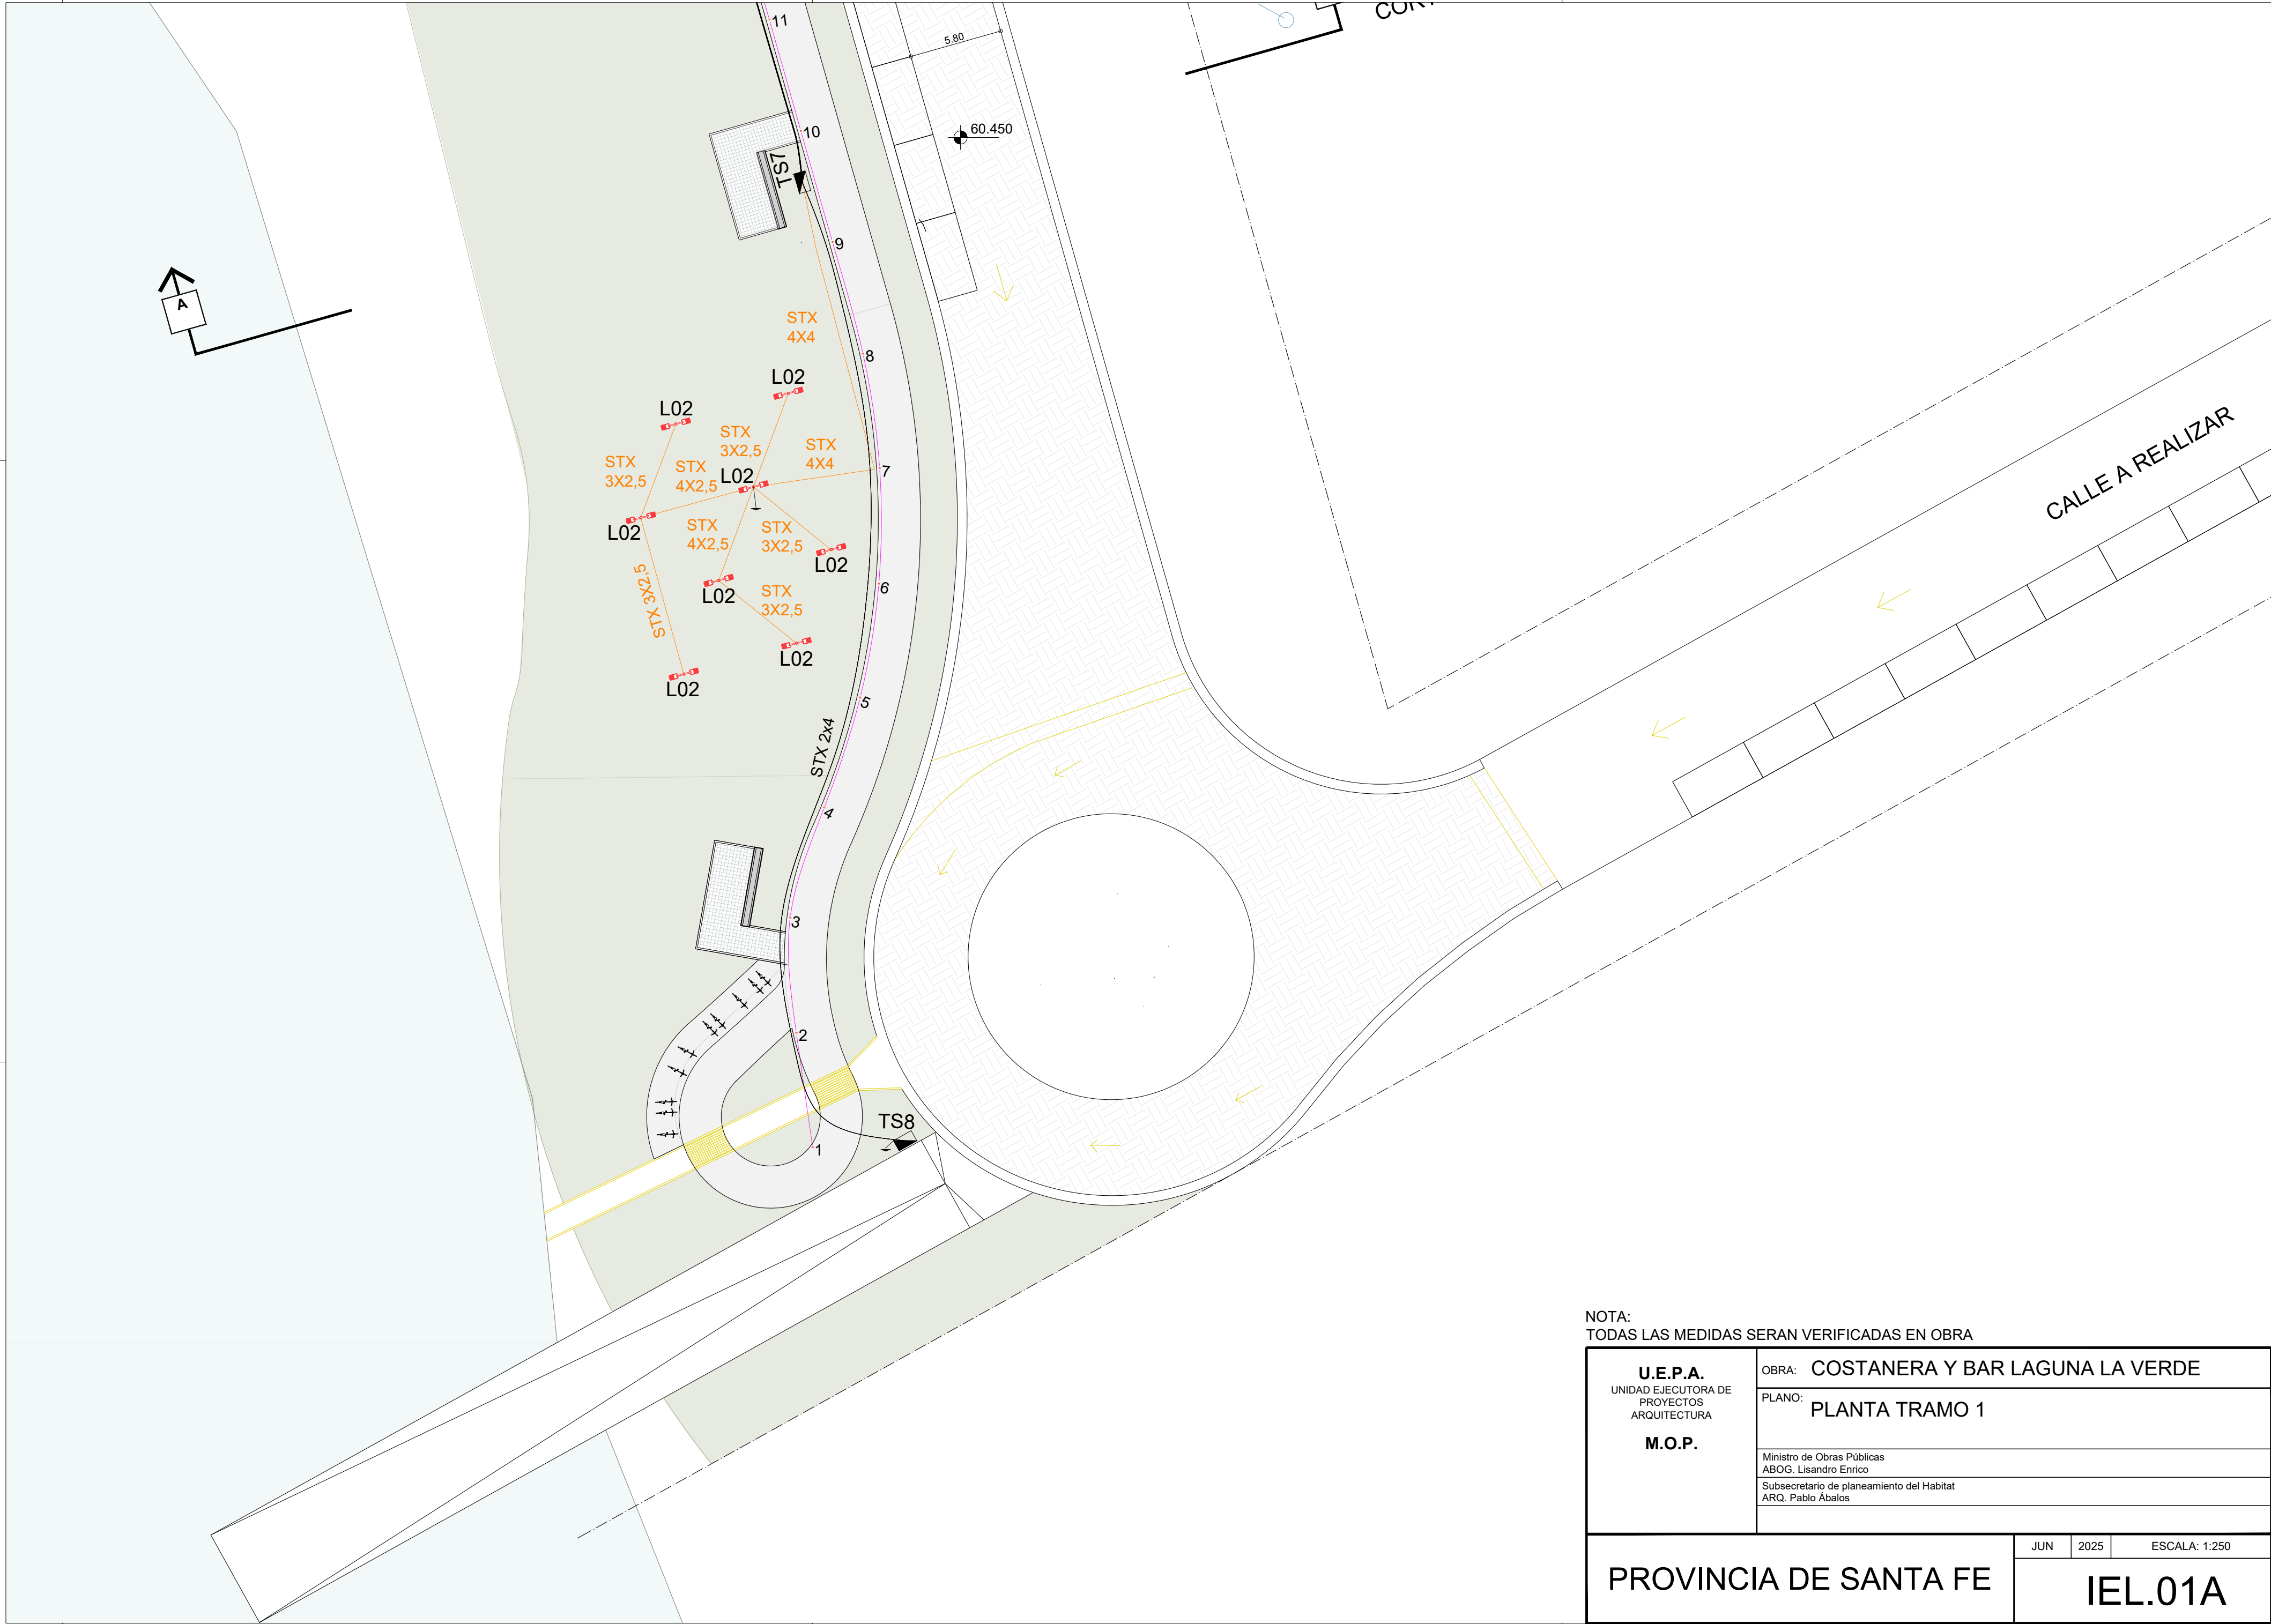 11
5.80
10
60.450
TS7
9
A
STX
4X4
8
L02
L02
STX
3X2,5
STX
4X4
STX
3X2,5
STX
4X2,5
L02
7
L02
STX
4X2,5
STX
3X2,5
L02
6
L02
STX
3X2,5
STX 3X2,5
L02
L02
5
STX 2x4
4
3
2
TS8
1
CALLE A REALIZAR
NOTA:
TODAS LAS MEDIDAS SERAN VERIFICADAS EN OBRA
U.E.P.A.
UNIDAD EJECUTORA DE
PROYECTOS
ARQUITECTURA
M.O.P.
OBRA: COSTANERA Y BAR LAGUNA LA VERDE
PLANO: PLANTA TRAMO 1
Ministro de Obras Públicas
ABOG. Lisandro Enrico
Subsecretario de planeamiento del Habitat
ARQ. Pablo Ábalos
PROVINCIA DE SANTA FE
JUN 2025 ESCALA: 1:250
IEL.01A